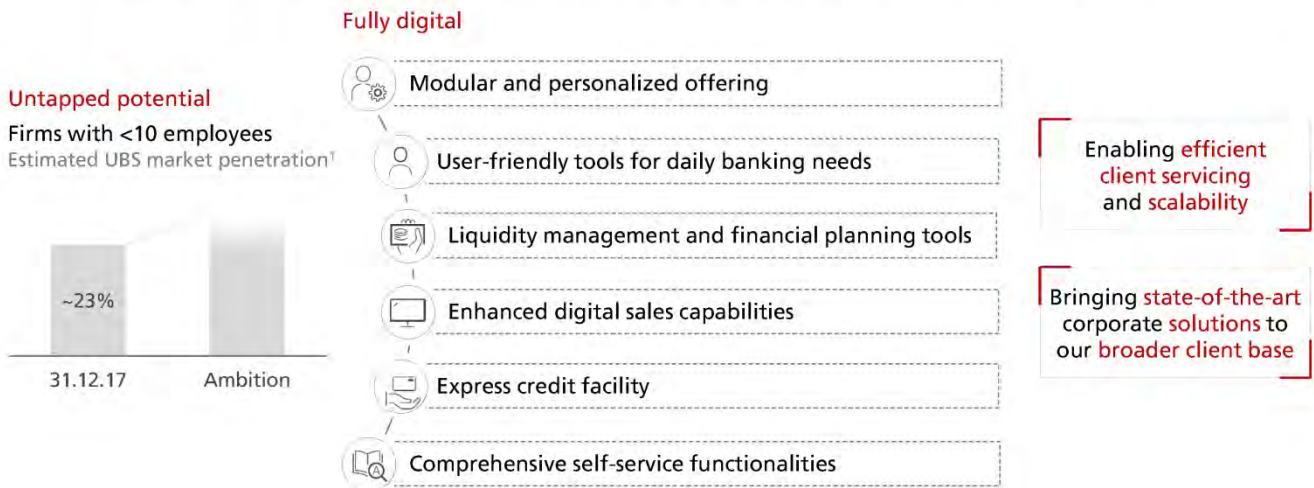 Untapped potential
Firms with <10 employees
Estimated UBS market penetration¹
~23%
31.12.17
Ambition
Fully digital
Modular and personalized offering
User-friendly tools for daily banking needs
Liquidity management and financial planning tools
Enhanced digital sales capabilities
Express credit facility
A
Comprehensive self-service functionalities
Enabling efficient
client servicing
and scalability
Bringing state-of-the-art
corporate solutions to
our broader client base